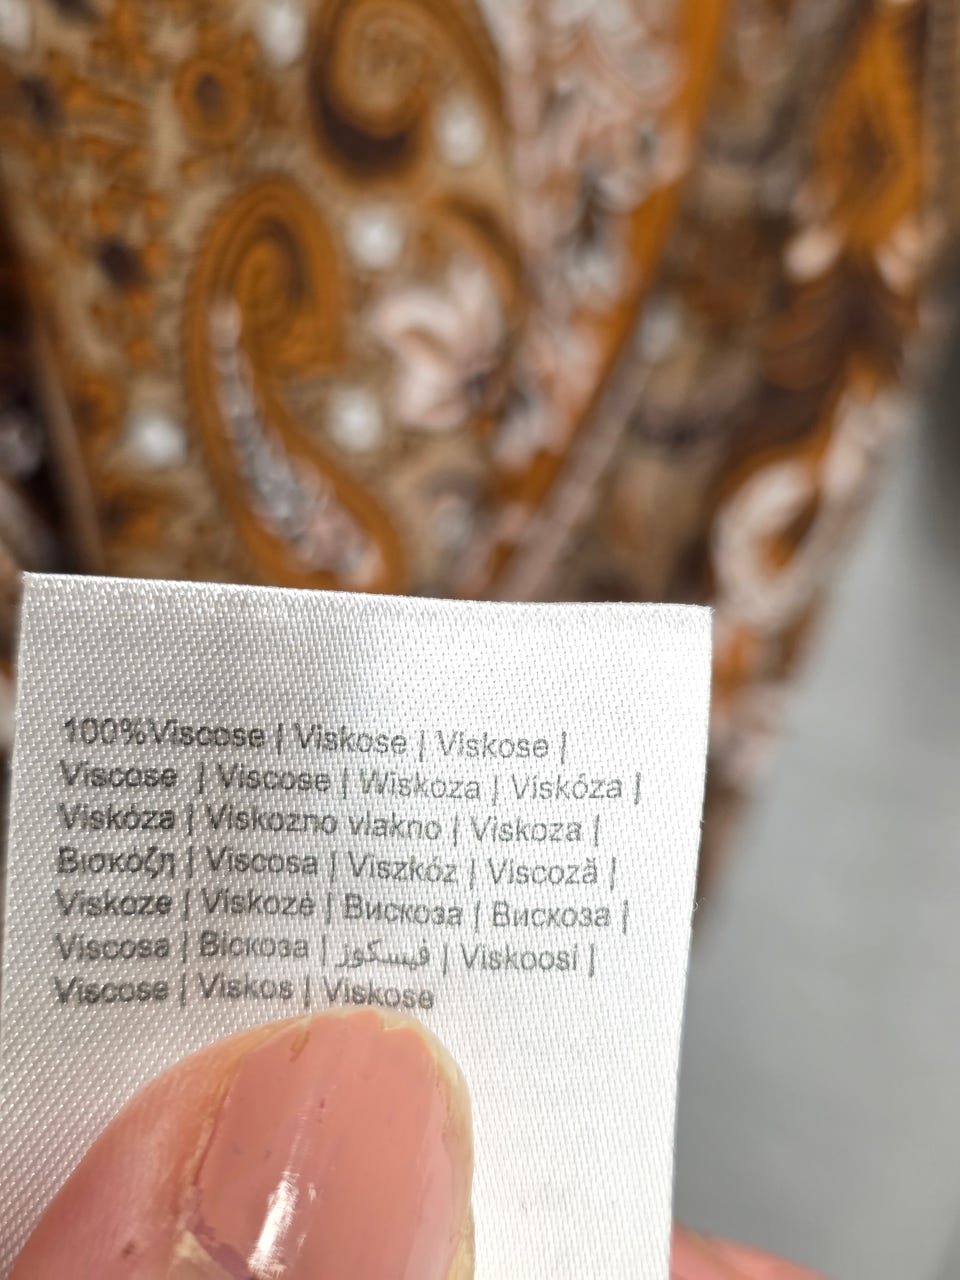 100%Viscose | Viskose | Viskose |
Viscose | Viscose | Wiskoza | Viskóza |
Viskóza | Viskozno vlakno | Viskoza |
Βισκόζη | Viscosa | Viszkóz | Viscoză |
Viskoze | Viskozė | Вискоза | Вискоза |
Viscosa | Віскоза | فيسكوز | Viskoosi |
Viscose | Viskos | Viskose